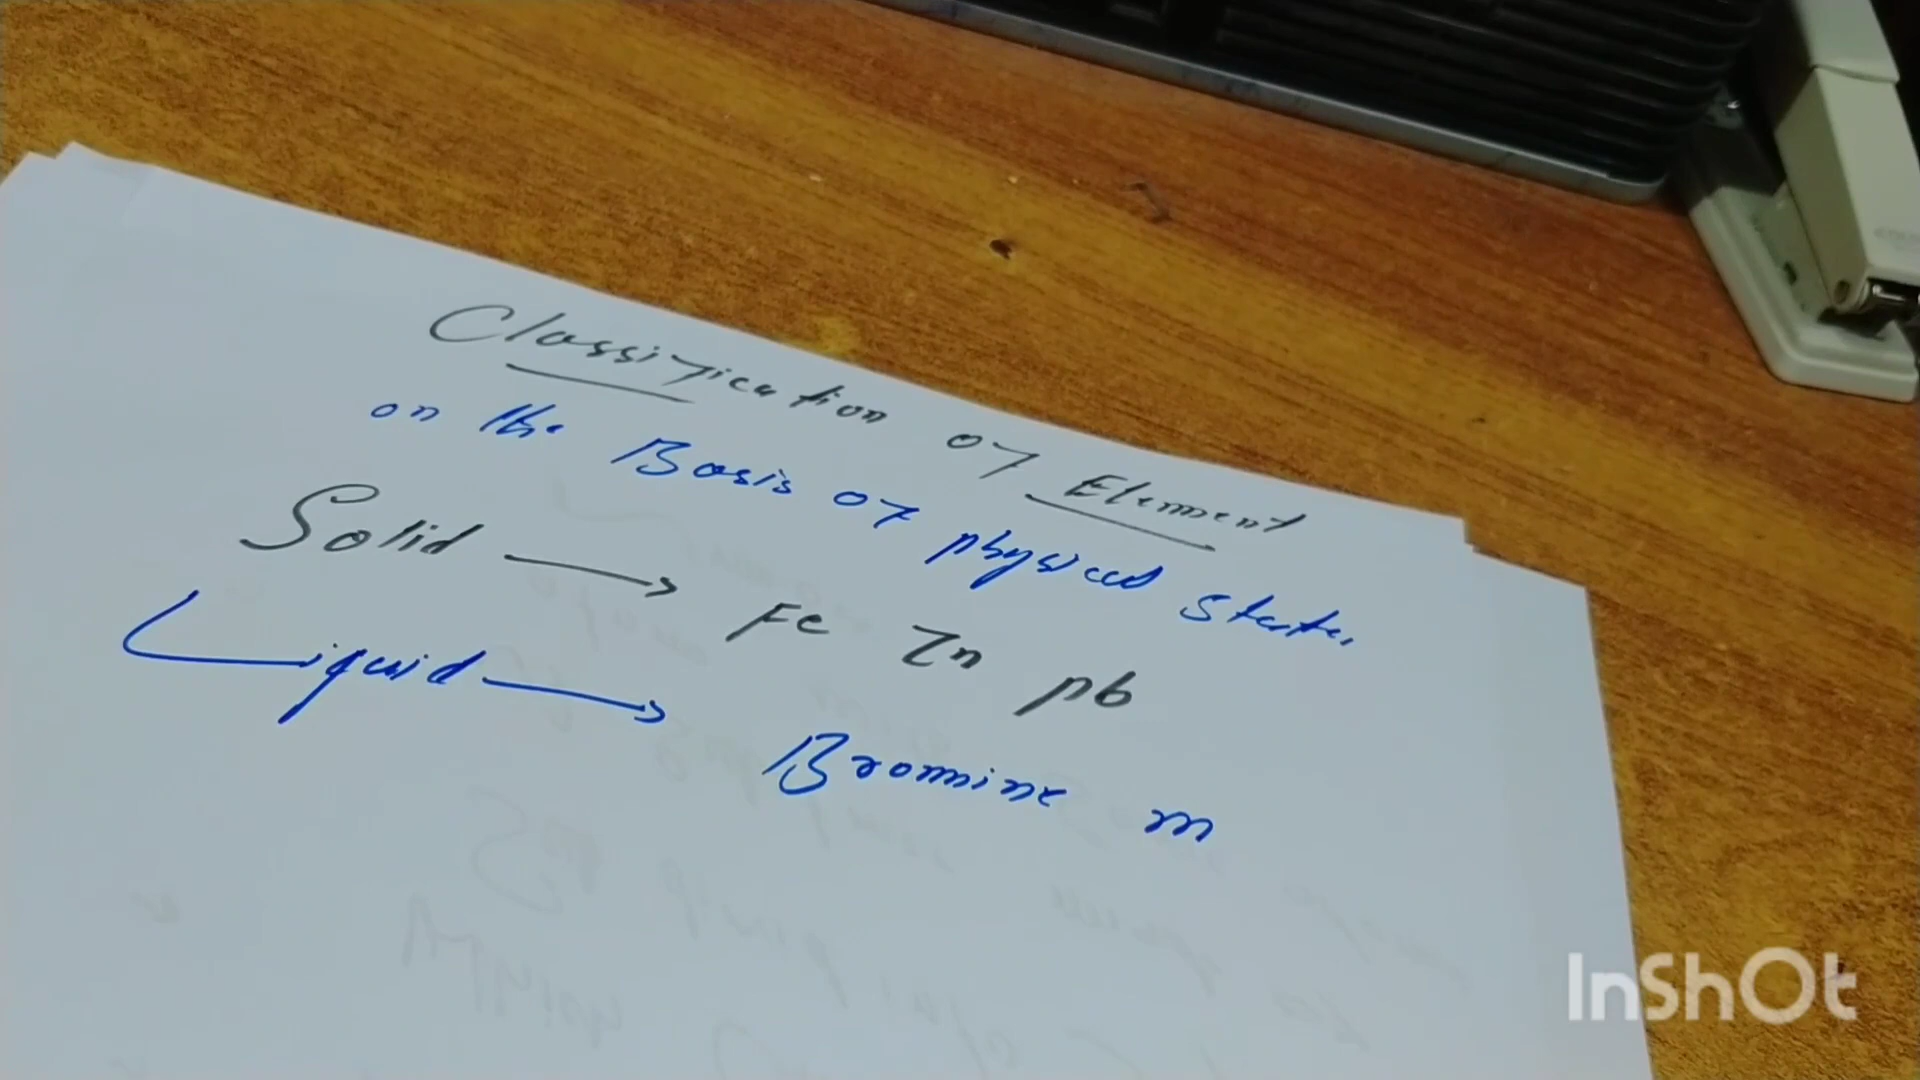 Classification of Element
on the Basis of physical state.
Solid → Fe Zn pb
Liquid → Bromine m
InShOt